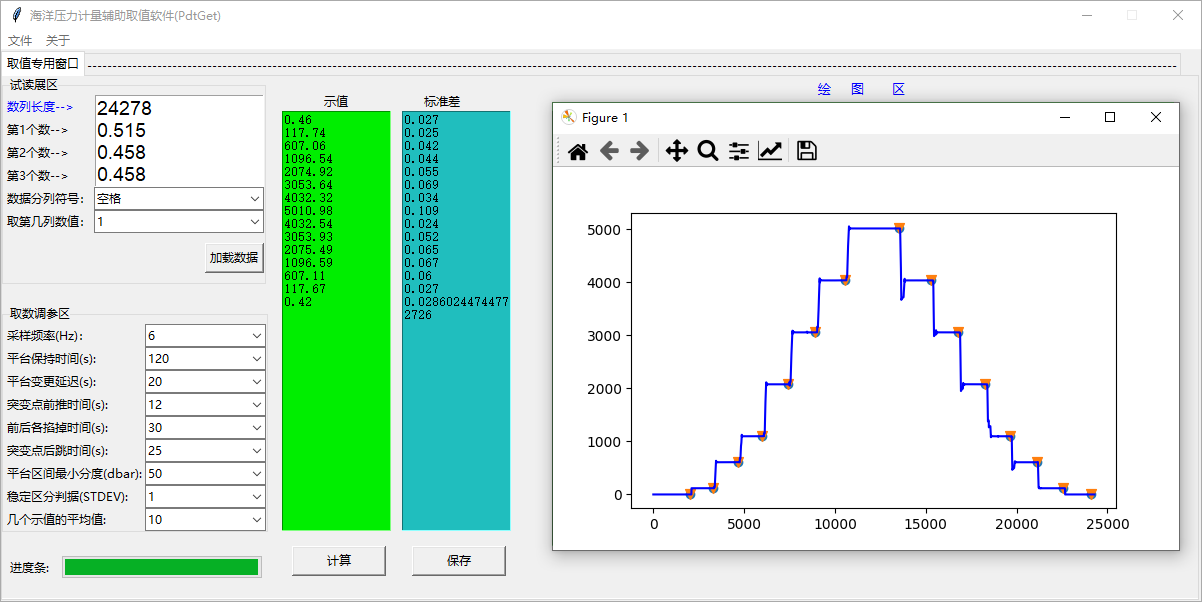 海洋压力计量辅助取值软件(PdtGet)
文件 关于
取值专用窗口
试读展区
数列长度--> 24278
第1个数--> 0.515
第2个数--> 0.458
第3个数--> 0.458
数据分列符号: 空格
取第几列数值: 1
加载数据
取数调参区
采样频率(Hz): 6
平台保持时间(s): 120
平台变更延迟(s): 20
突变点前推时间(s): 12
前后各掐掉时间(s): 30
突变点后跳时间(s): 25
平台区间最小分度(dbar): 50
稳定区分判据(STDEV): 1
几个示值的平均值: 10
进度条:
示值
0.46
117.74
607.06
1096.54
2074.92
3053.64
4032.32
5010.98
4032.54
3053.93
2075.49
1096.59
607.11
117.67
0.42
计算
标准差
0.027
0.025
0.042
0.044
0.055
0.069
0.034
0.109
0.024
0.052
0.065
0.067
0.06
0.027
0.0286024474477
2726
保存
绘 图 区
Figure 1
5000
4000
3000
2000
1000
0
0 5000 10000 15000 20000 25000